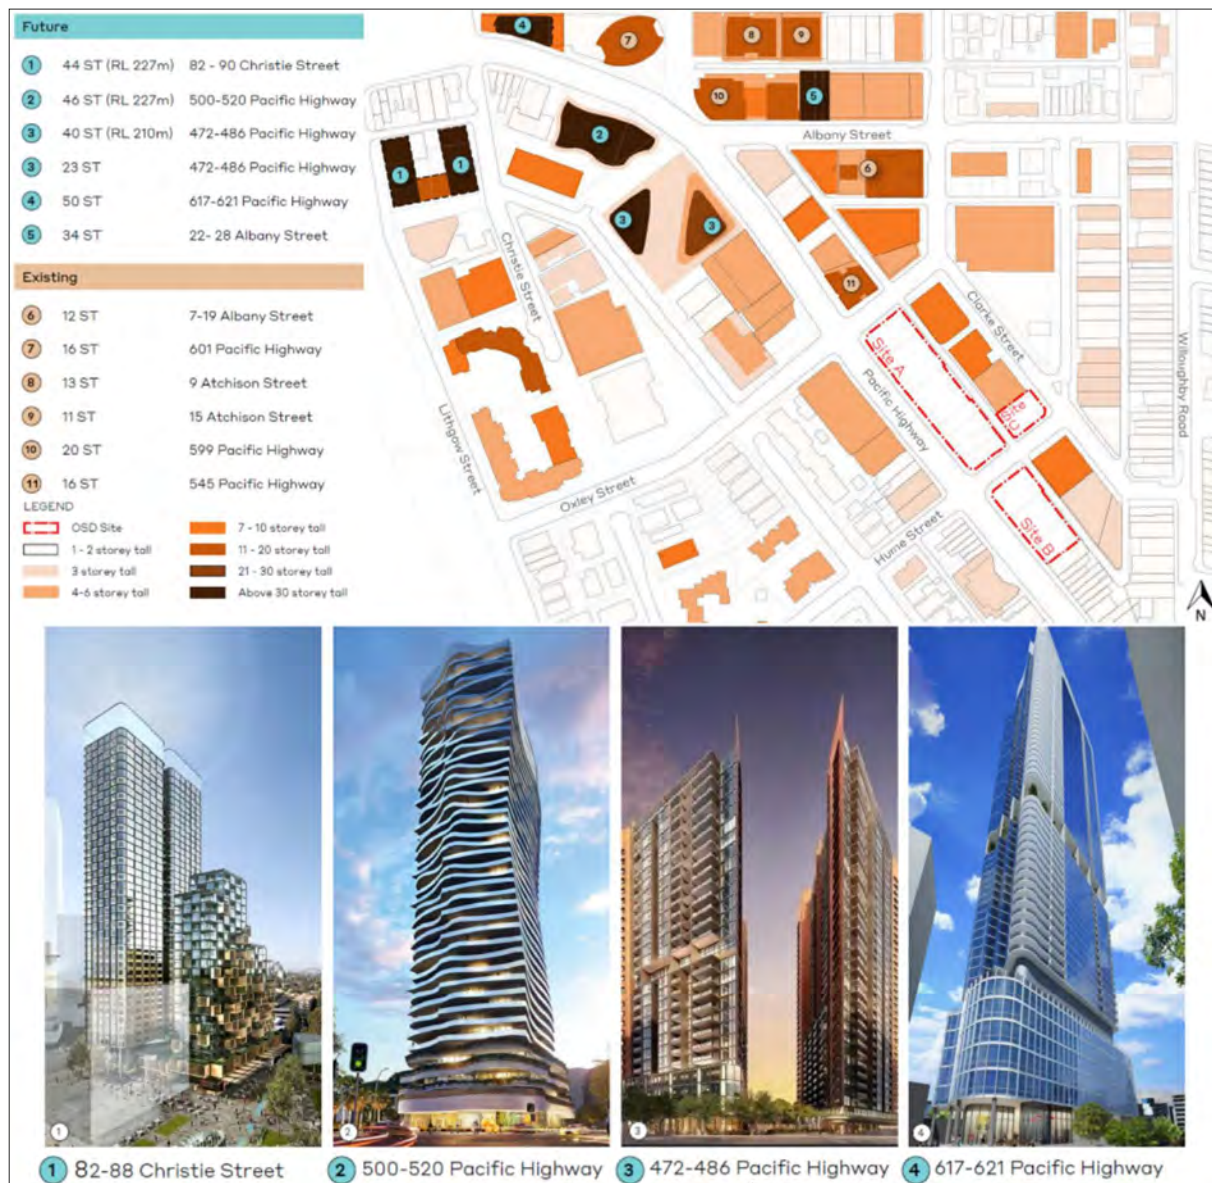 Future
1 44 ST (RL 227m) 82 - 90 Christie Street
2 46 ST (RL 227m) 500-520 Pacific Highway
3 40 ST (RL 210m) 472-486 Pacific Highway
3 23 ST 472-486 Pacific Highway
4 50 ST 617-621 Pacific Highway
5 34 ST 22- 28 Albany Street
Existing
6 12 ST 7-19 Albany Street
7 16 ST 601 Pacific Highway
8 13 ST 9 Atchison Street
9 11 ST 15 Atchison Street
10 20 ST 599 Pacific Highway
11 16 ST 545 Pacific Highway
LEGEND
OSD Site
1 - 2 storey tall
3 storey tall
4-6 storey tall
7 - 10 storey tall
11 - 20 storey tall
21 - 30 storey tall
Above 30 storey tall
4
7
8
9
10
5
Albany Street
2
1
1
6
3
3
11
Christie Street
Clarke Street
Willoughby Road
Site A
Pacific Highway
Site C
Lithgow Street
Oxley Street
Site B
Hume Street
N
1
2
3
4
1 82-88 Christie Street
2 500-520 Pacific Highway
3 472-486 Pacific Highway
4 617-621 Pacific Highway